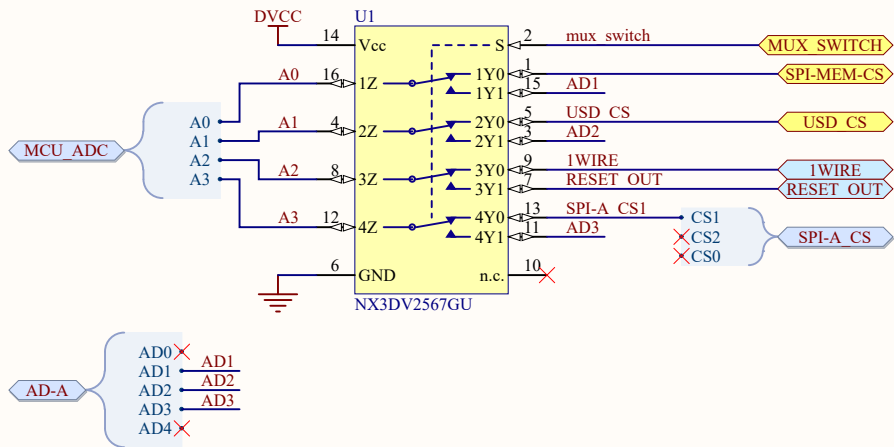 DVCC
U1
14
Vcc
S
2
mux_switch
MUX_SWITCH
A0
16
1Z
1Y0
1
SPI-MEM-CS
1Y1
15
AD1
MCU_ADC
A0
A1
A2
A3
A1
4
2Z
2Y0
5
USD_CS
USD_CS
2Y1
3
AD2
A2
8
3Z
3Y0
9
1WIRE
1WIRE
3Y1
7
RESET_OUT
RESET_OUT
A3
12
4Z
4Y0
13
SPI-A_CS1
CS1
4Y1
11
AD3
CS2
CS0
SPI-A_CS
6
GND
n.c.
10
NX3DV2567GU
AD-A
AD0
AD1
AD1
AD2
AD2
AD3
AD3
AD4